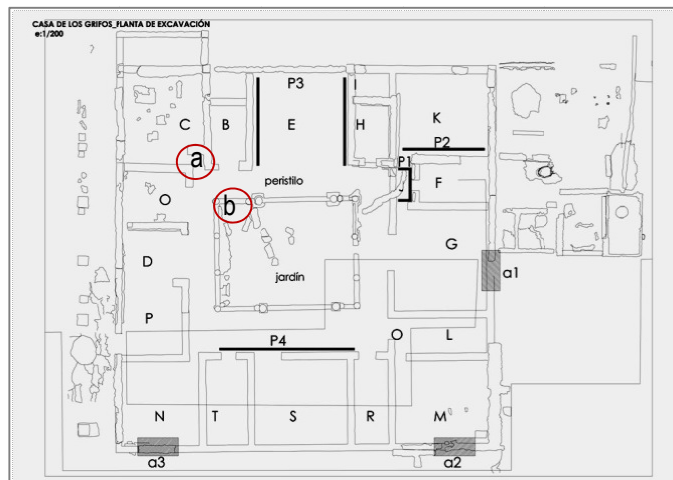 CASA DE LOS GRIFOS_PLANTA DE EXCAVACIÓN
e:1/200
P3
I
C
B
E
H
K
P2
a
P1
peristilo
F
O
b
D
G
jardín
a1
P
P4
O
L
N
T
S
R
M
a3
a2